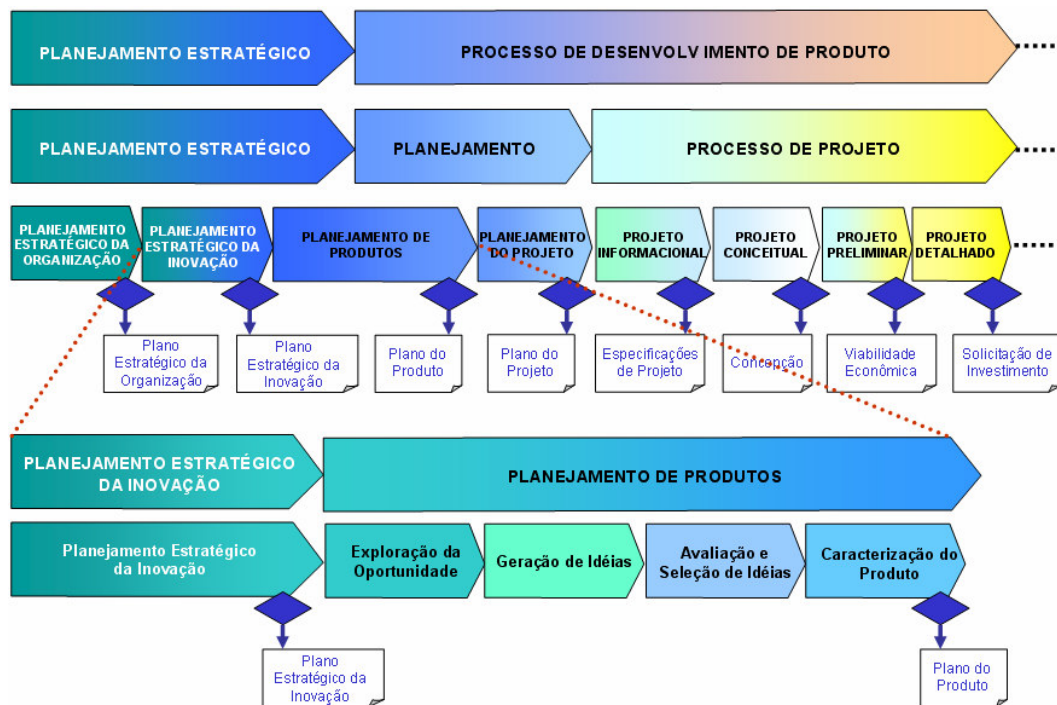 PLANEJAMENTO ESTRATÉGICO
PROCESSO DE DESENVOLVIMENTO DE PRODUTO
PLANEJAMENTO ESTRATÉGICO
PLANEJAMENTO
PROCESSO DE PROJETO
PLANEJAMENTO
ESTRATÉGICO DA
ORGANIZAÇÃO
PLANEJAMENTO
ESTRATÉGICO DA
INOVAÇÃO
PLANEJAMENTO DE
PRODUTOS
PLANEJAMENTO
DO PROJETO
PROJETO
INFORMACIONAL
PROJETO
CONCEITUAL
PROJETO
PRELIMINAR
PROJETO
DETALHADO
Plano
Estratégico da
Organização
Plano
Estratégico da
Inovação
Plano do
Produto
Plano do
Projeto
Especificações
de Projeto
Concepção
Viabilidade
Econômica
Solicitação de
Investimento
PLANEJAMENTO ESTRATÉGICO
DA INOVAÇÃO
PLANEJAMENTO DE PRODUTOS
Planejamento Estratégico
da Inovação
Exploração da
Oportunidade
Geração de Idéias
Avaliação e
Seleção de Idéias
Caracterização do
Produto
Plano
Estratégico da
Inovação
Plano do
Produto